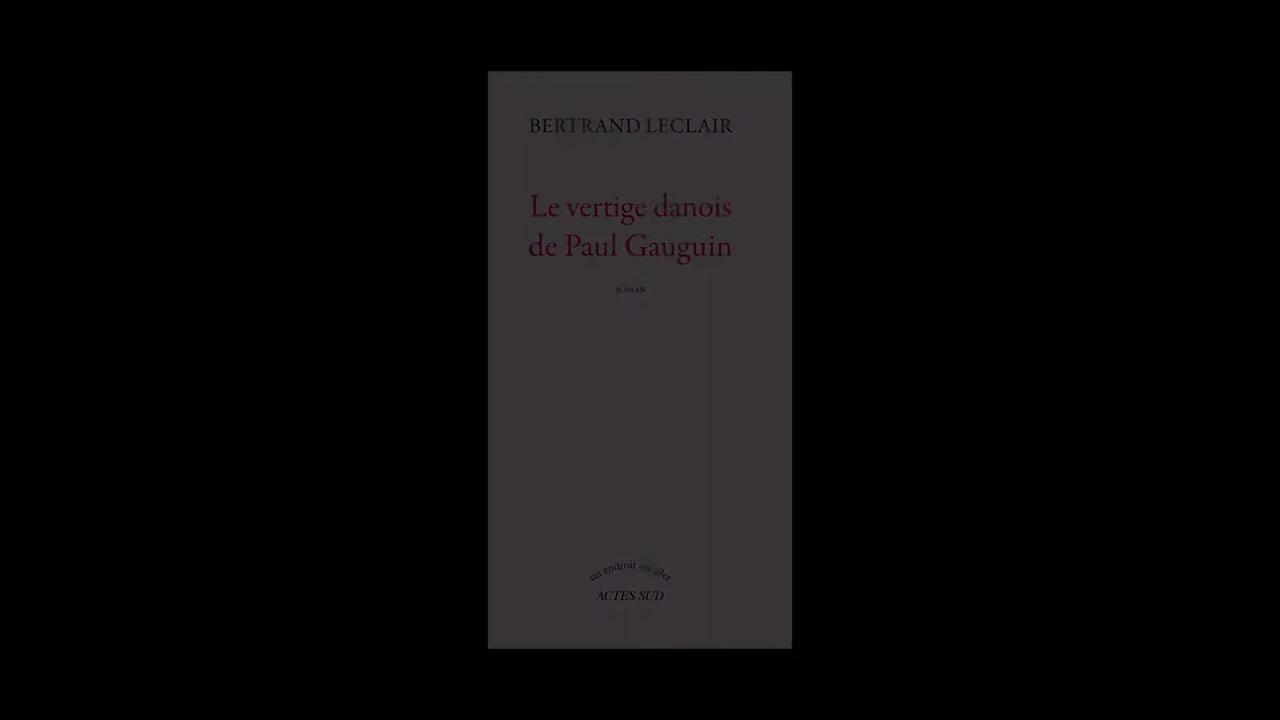 BERTRAND LECLAIR
Le vertige danois
de Paul Gauguin
ROMAN
un endroit où aller
ACTES SUD